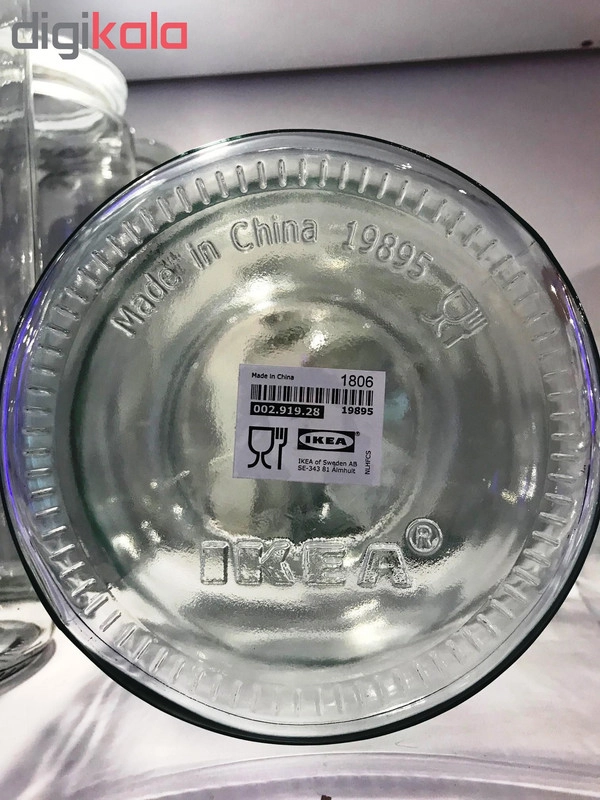 digikala
Made in China 19895
Made in China
1806
002.919.28
19895
IKEA
IKEA of Sweden AB
SE-343 81 Älmhult
NLHFCS
IKEA®